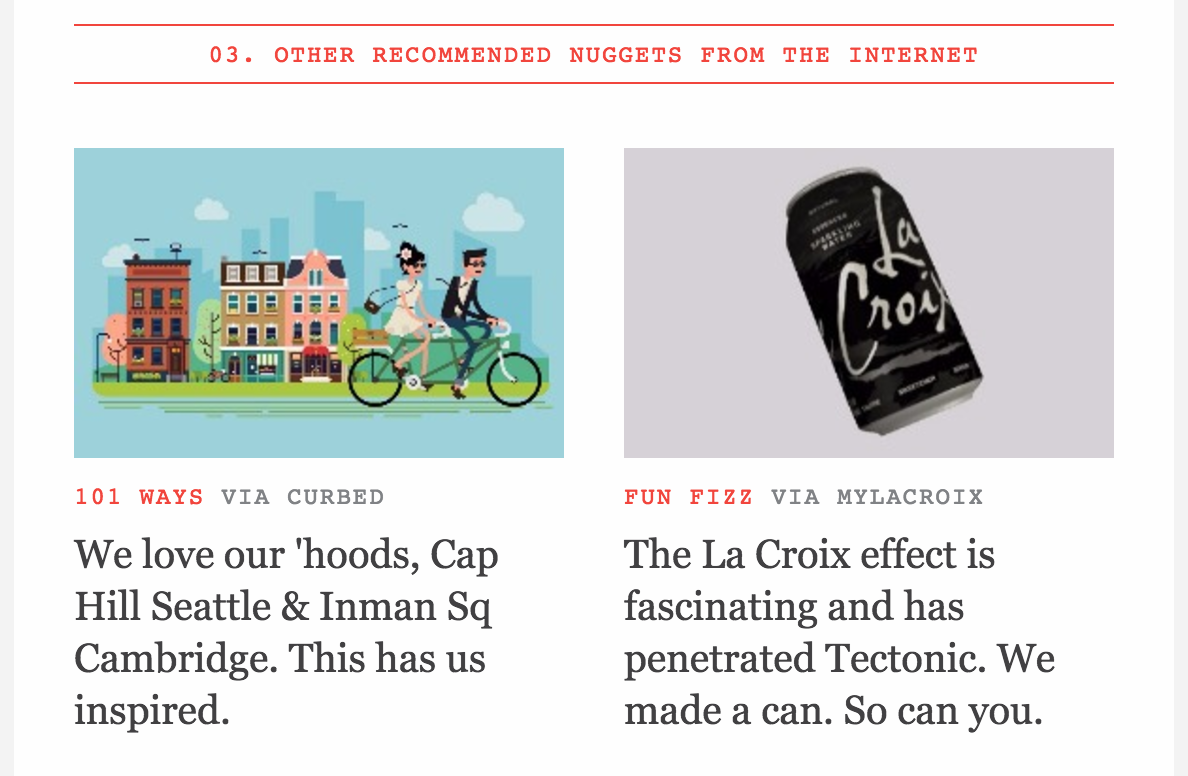 03. OTHER RECOMMENDED NUGGETS FROM THE INTERNET
La
Croix
SPARKLING
WATER
101 WAYS VIA CURBED
We love our 'hoods, Cap
Hill Seattle & Inman Sq
Cambridge. This has us
inspired.
FUN FIZZ VIA MYLACROIX
The La Croix effect is
fascinating and has
penetrated Tectonic. We
made a can. So can you.